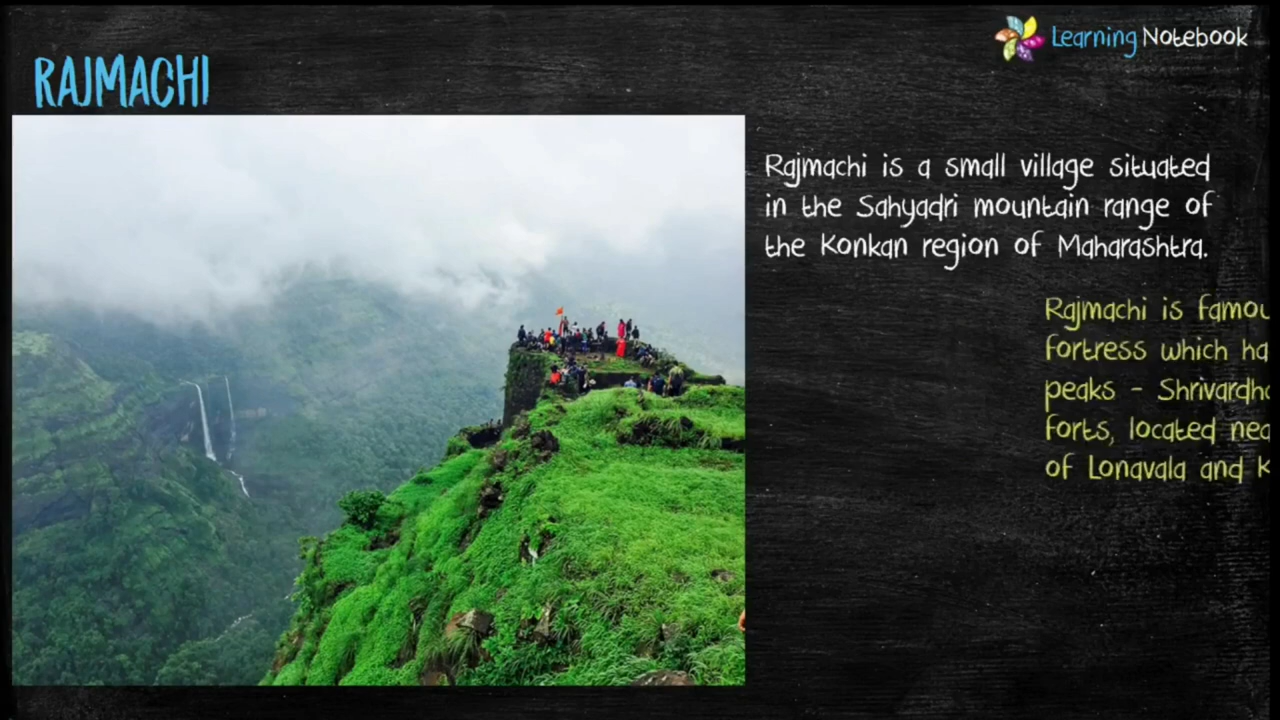 Learning Notebook
RAJMACHI
Rajmachi is a small village situated
in the Sahyadri mountain range of
the Konkan region of Maharashtra.
Rajmachi is
fortress which
peaks -
forts, located
of Lonavala and